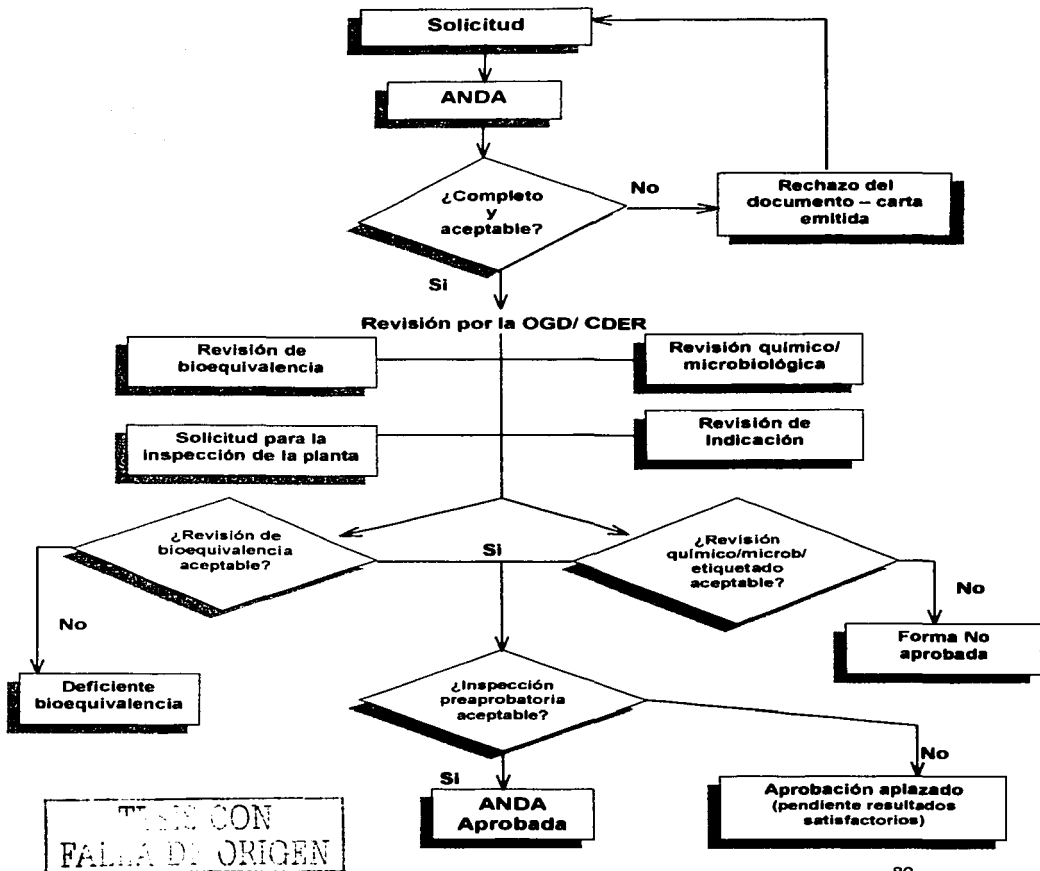 Solicitud
ANDA
¿Completo
y
aceptable?
No
Rechazo del
documento – carta
emitida
Si
Revisión por la OGD/ CDER
Revisión de
bioequivalencia
Revisión químico/
microbiológica
Solicitud para la
inspección de la planta
Revisión de
Indicación
¿Revisión de
bioequivalencia
aceptable?
Si
¿Revisión
químico/microb/
etiquetado
aceptable?
No
No
Deficiente
bioequivalencia
Forma No
aprobada
¿Inspección
preaprobatoria
aceptable?
Si
No
ANDA
Aprobada
Aprobación aplazado
(pendiente resultados
satisfactorios)
TESIS CON
FALLA DE ORIGEN